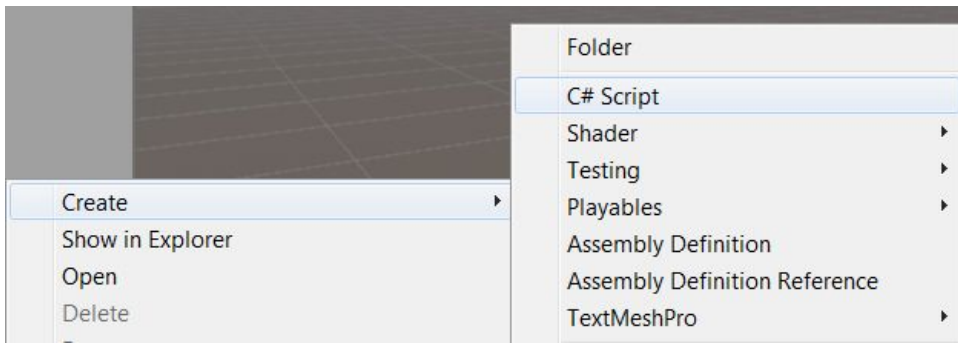 Folder
C# Script
Shader
Testing
Playables
Assembly Definition
Assembly Definition Reference
TextMeshPro
Create
Show in Explorer
Open
Delete